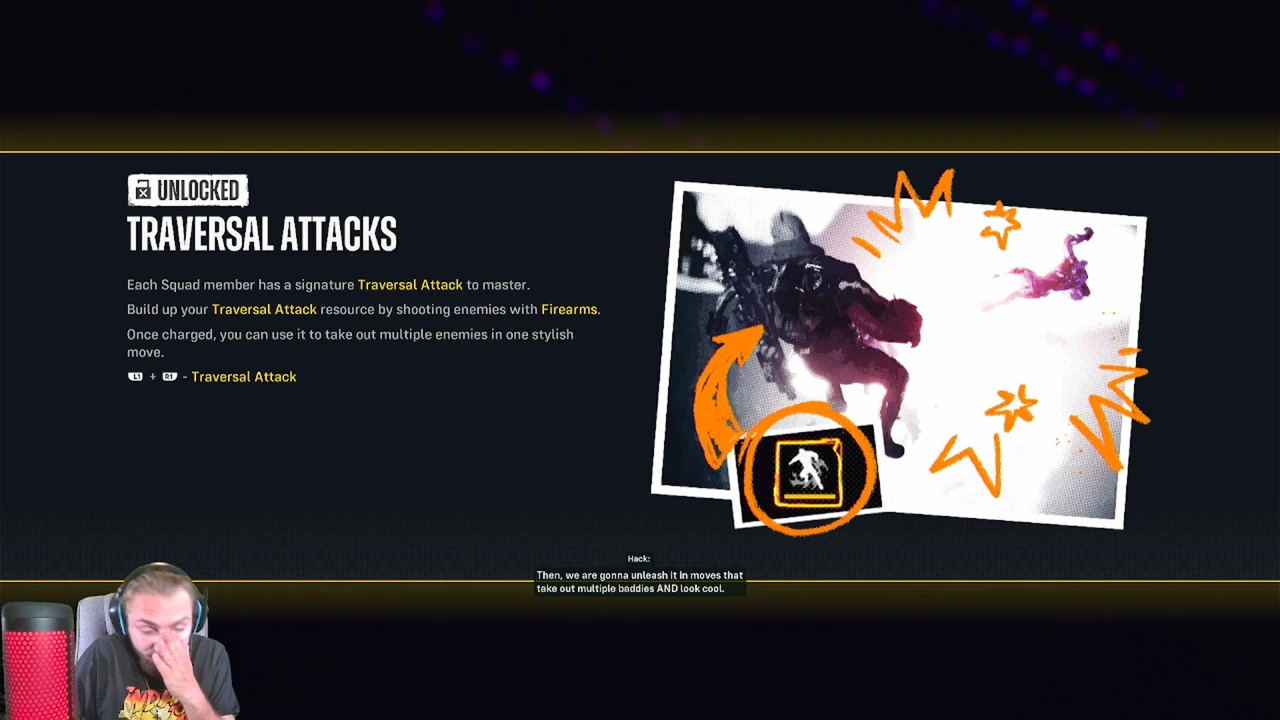 UNLOCKED
TRAVERSAL ATTACKS
Each Squad member has a signature Traversal Attack to master.
Build up your Traversal Attack resource by shooting enemies with Firearms.
Once charged, you can use it to take out multiple enemies in one stylish
move.
L1 + R1 - Traversal Attack
Hack:
Then, we are gonna unleash it in moves that
take out multiple baddies AND look cool.